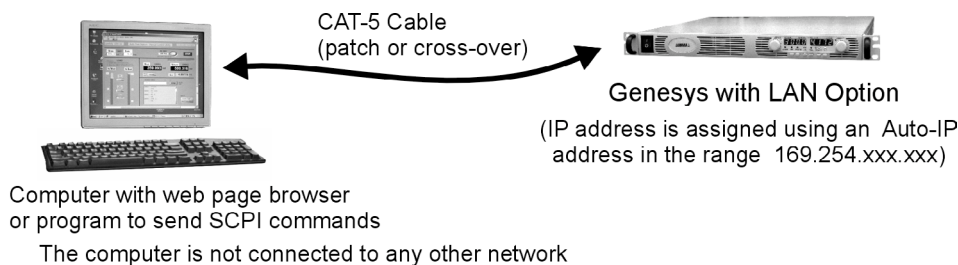 CAT-5 Cable
(patch or cross-over)
Genesys with LAN Option
(IP address is assigned using an Auto-IP
address in the range 169.254.xxx.xxx)
Computer with web page browser
or program to send SCPI commands
The computer is not connected to any other network